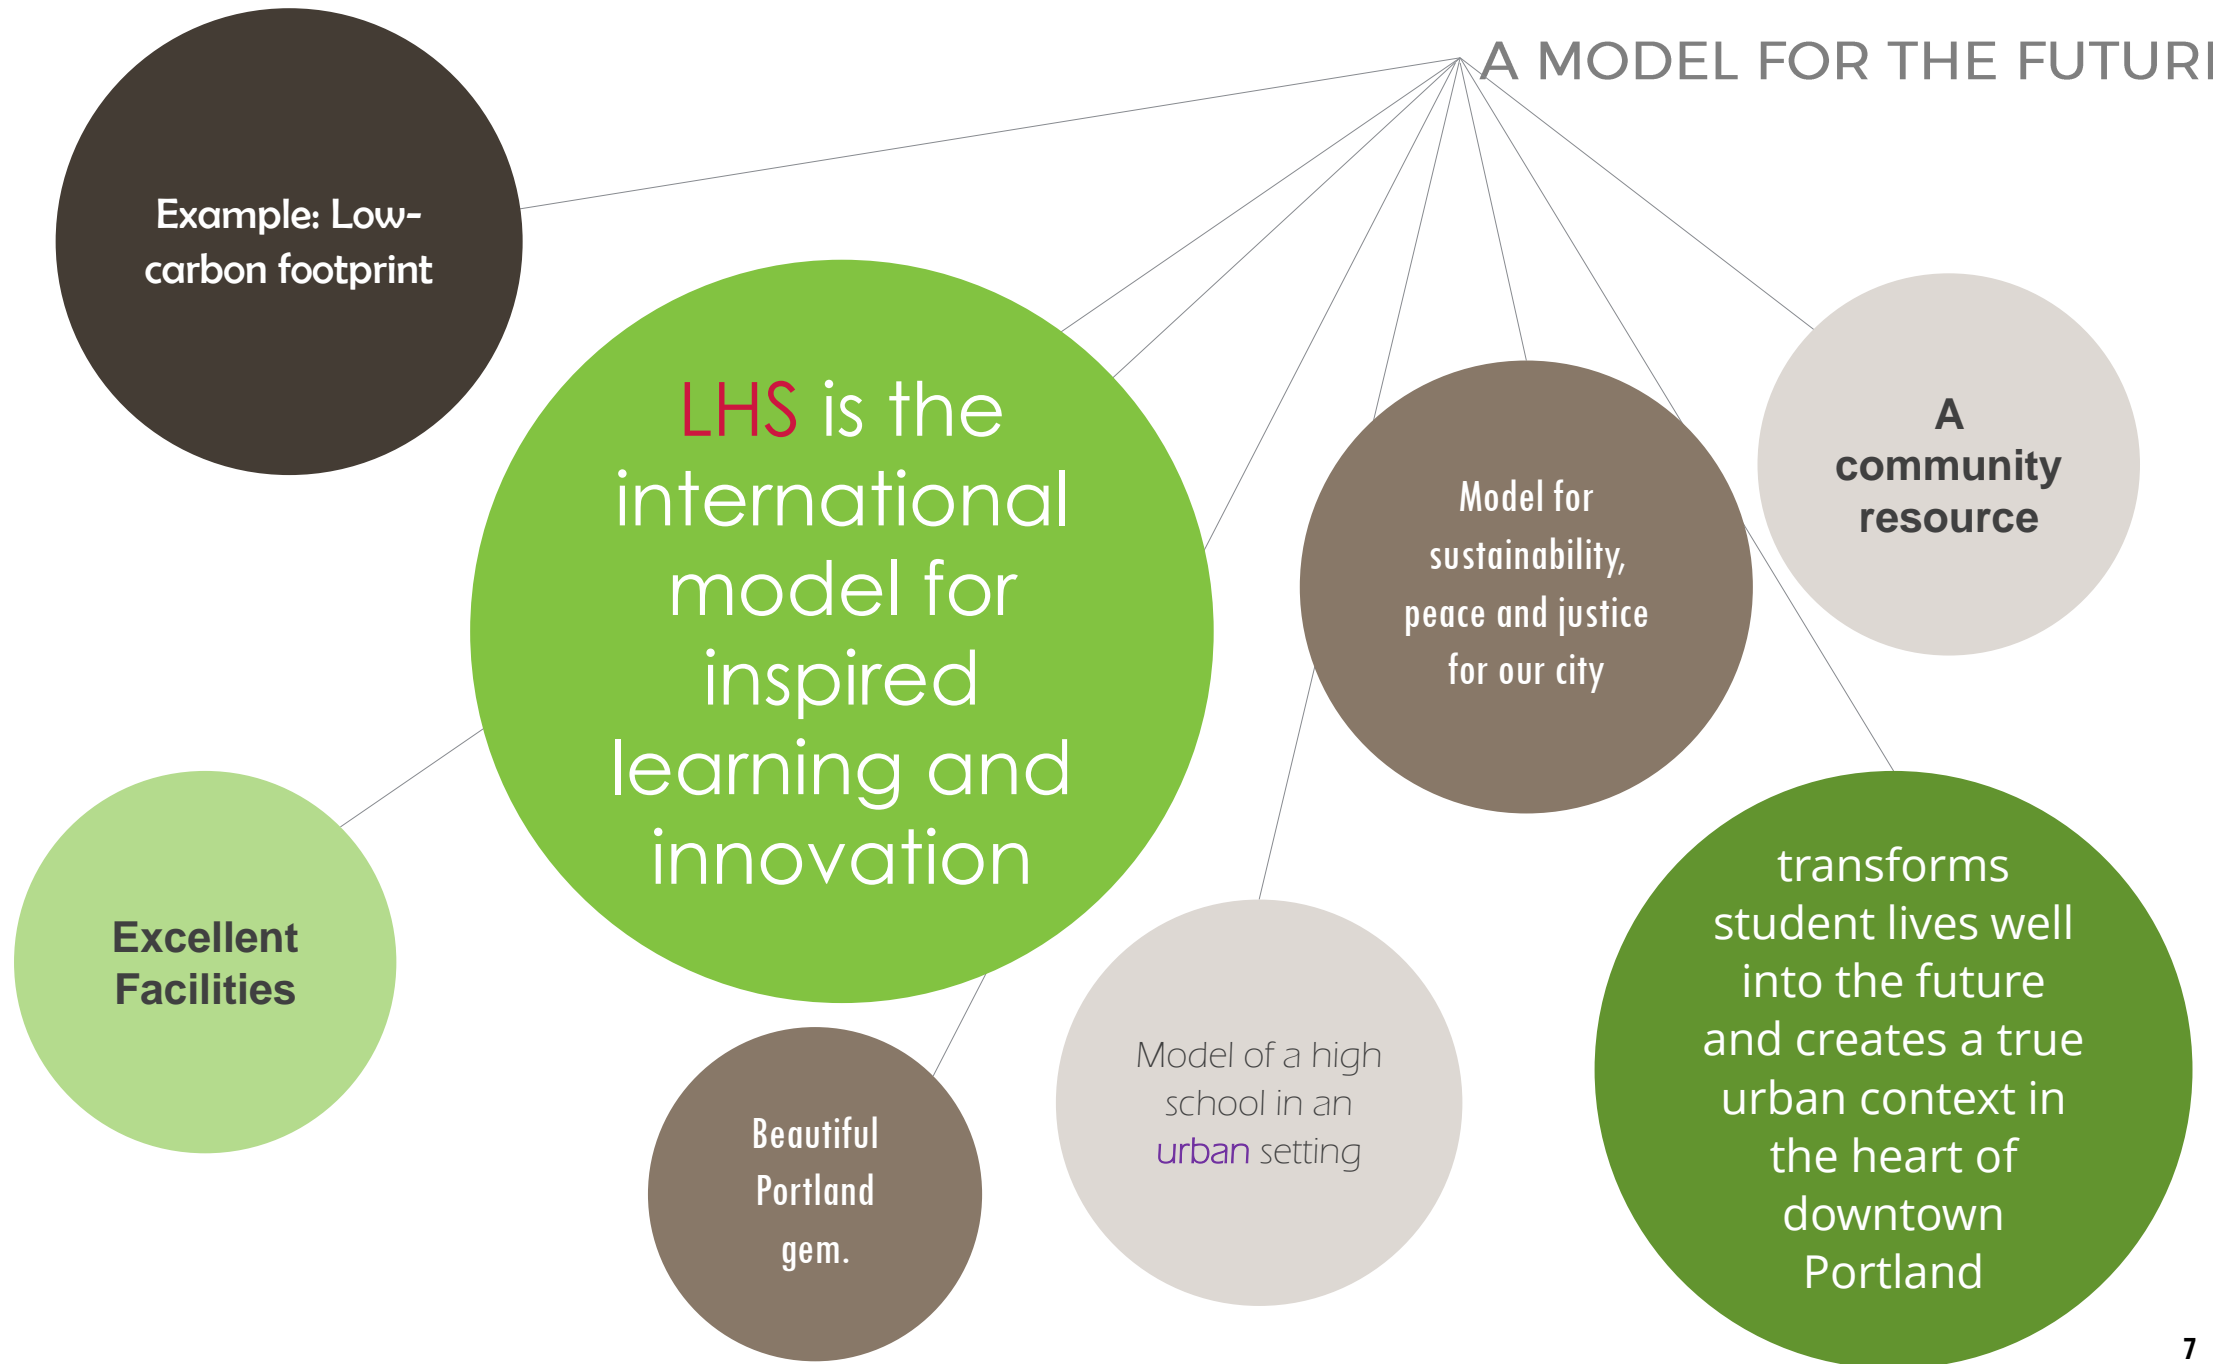 A MODEL FOR THE FUTUR
Example: Low-
carbon footprint
LHS is the
international
model for
inspired
learning and
innovation
Model for
sustainability,
peace and justice
for our city
A
community
resource
Excellent
Facilities
Beautiful
Portland
gem.
Model of a high
school in an
urban setting
transforms
student lives well
into the future
and creates a true
urban context in
the heart of
downtown
Portland
7